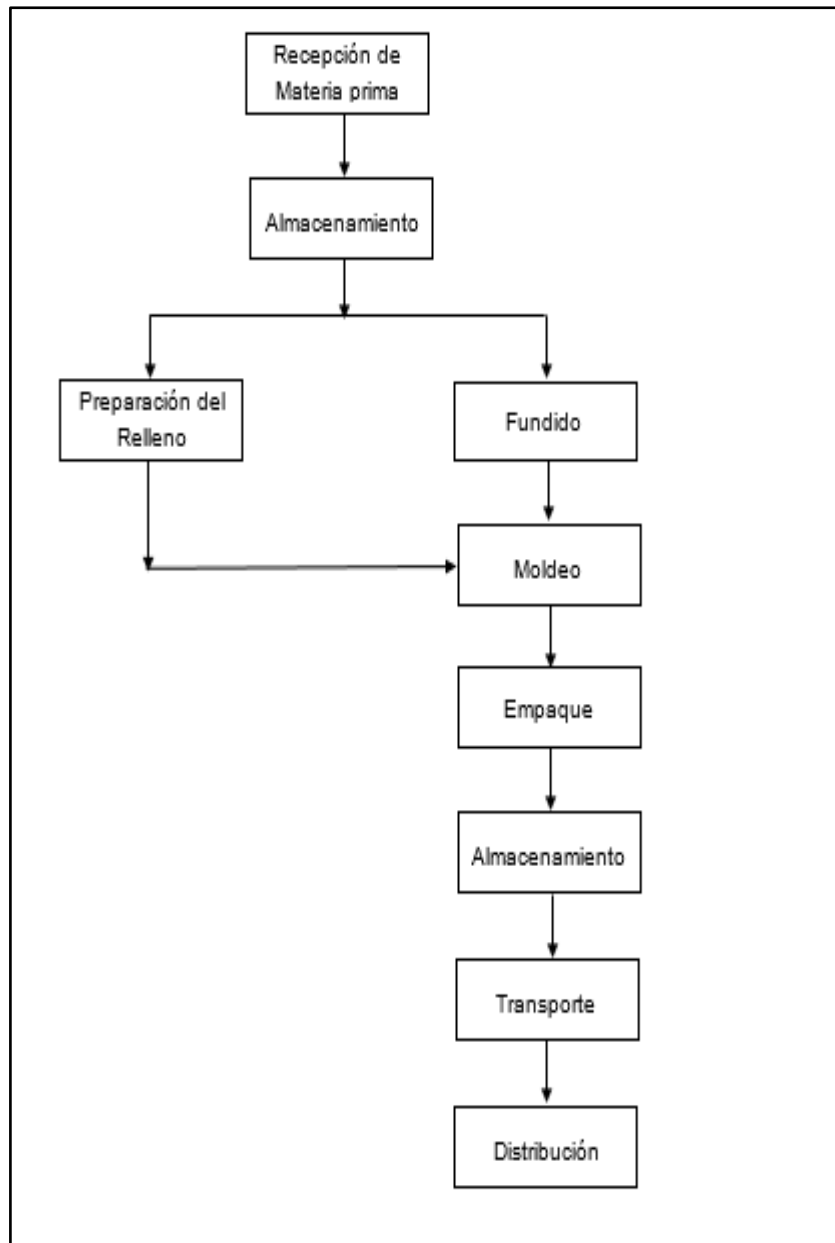 Recepción de
Materia prima
Almacenamiento
Preparación del
Relleno
Fundido
Moldeo
Empaque
Almacenamiento
Transporte
Distribución